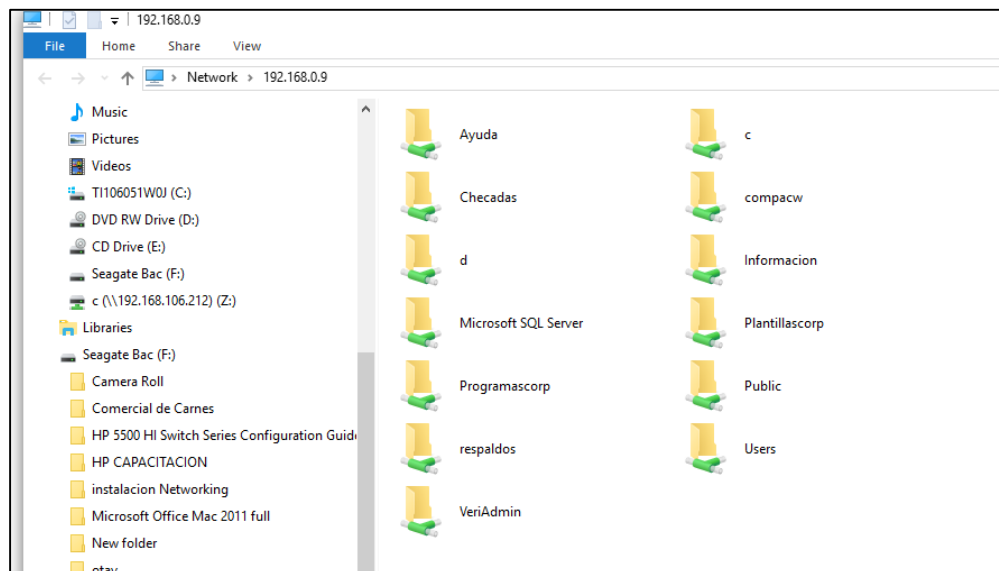 192.168.0.9
File Home Share View
Network > 192.168.0.9
Music
Pictures
Videos
TI106051W0J (C:)
DVD RW Drive (D:)
CD Drive (E:)
Seagate Bac (F:)
c (\\192.168.106.212) (Z:)
Libraries
Seagate Bac (F:)
Camera Roll
Comercial de Carnes
HP 5500 HI Switch Series Configuration Guid
HP CAPACITACION
instalacion Networking
Microsoft Office Mac 2011 full
New folder
otay
Ayuda c
Checadas compacw
d Informacion
Microsoft SQL Server Plantillascorp
Programascorp Public
respaldos Users
VeriAdmin